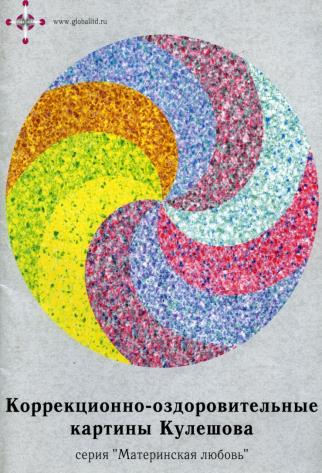 www.globalltd.ru
Коррекционно-оздоровительные
картины Кулешова
серия "Материнская любовь"